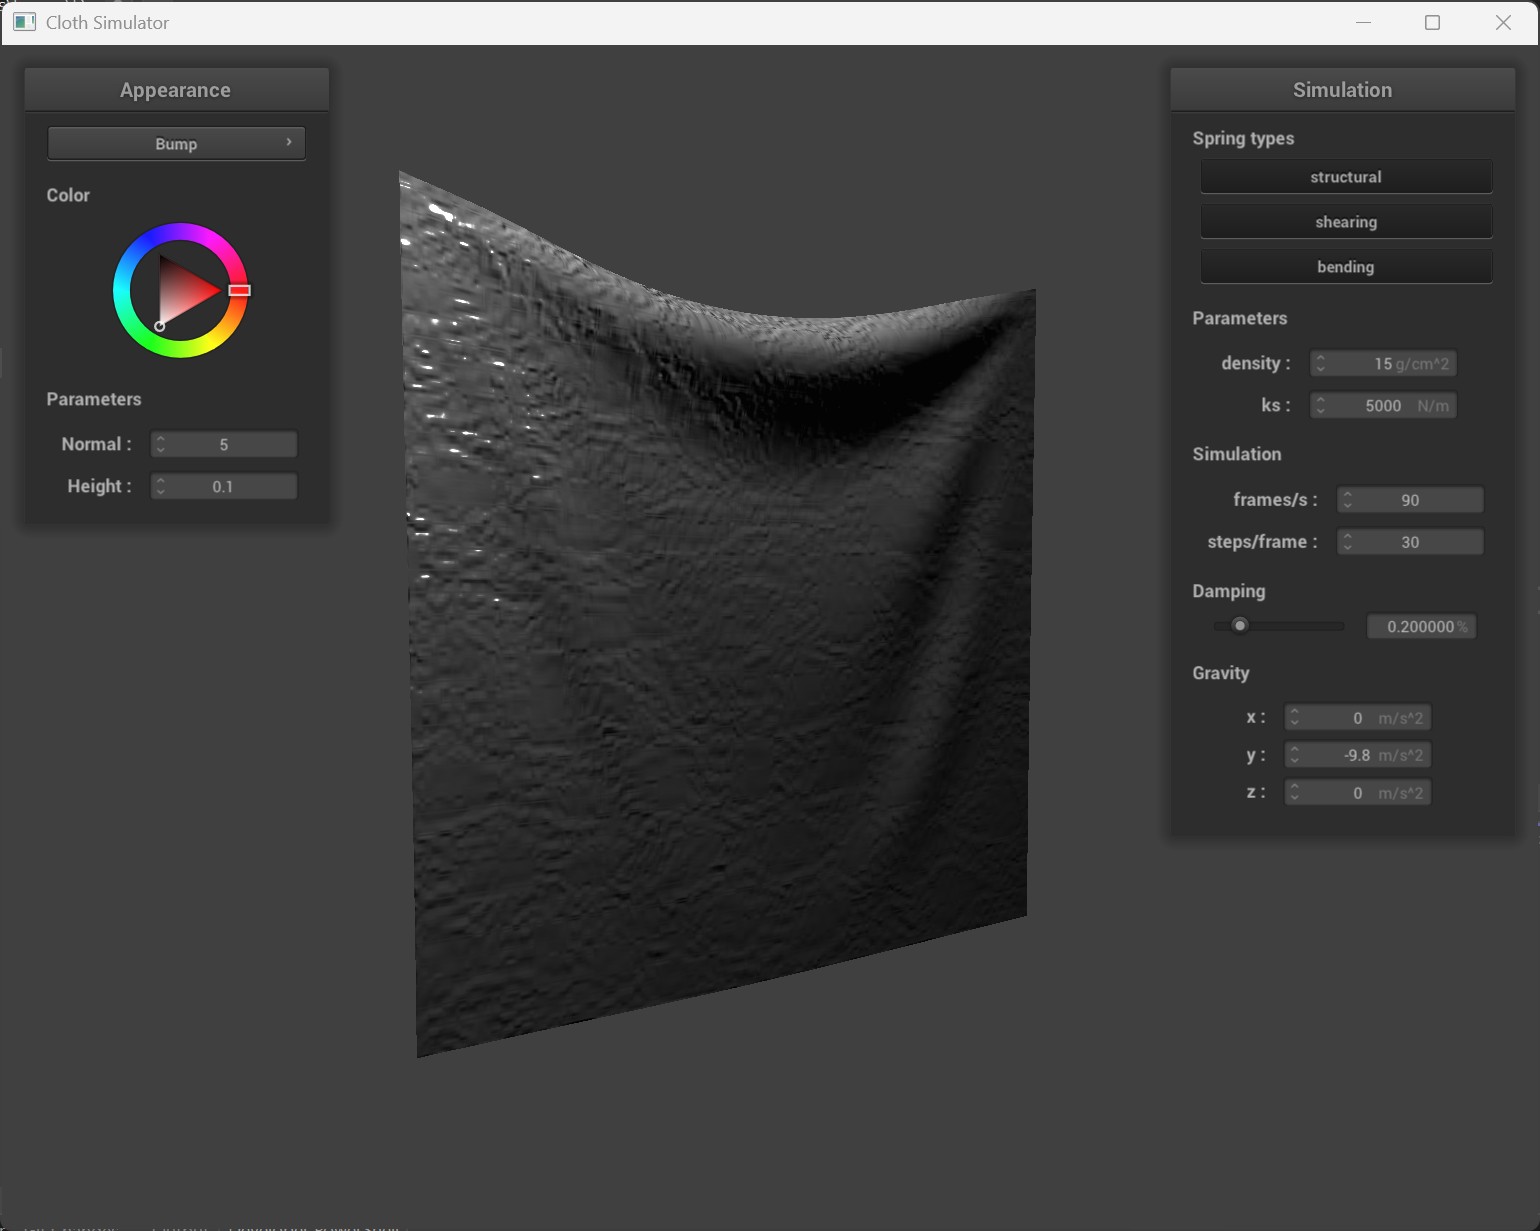 Cloth Simulator
Appearance
Bump
Color
Parameters
Normal :
5
Height :
0.1
Simulation
Spring types
structural
shearing
bending
Parameters
density :
15 g/cm^2
ks :
5000 N/m
Simulation
frames/s :
90
steps/frame :
30
Damping
0.200000 %
Gravity
x :
0 m/s^2
y :
-9.8 m/s^2
z :
0 m/s^2